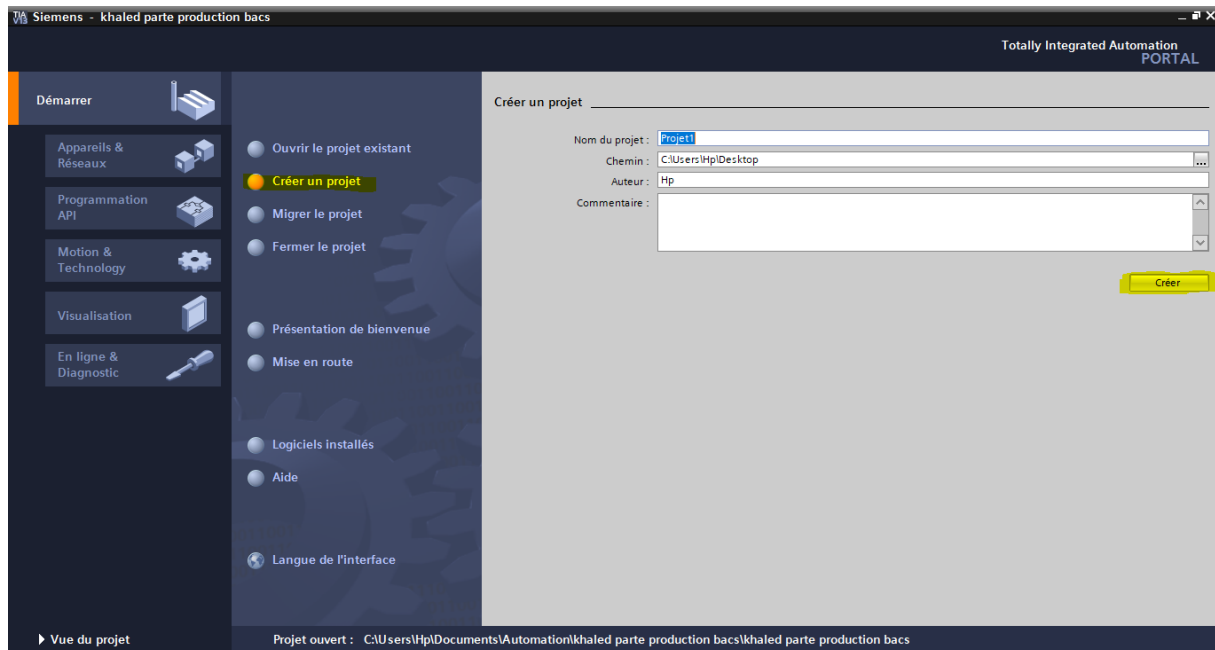 Siemens - khaled parte production bacs
Totally Integrated Automation
PORTAL
Démarrer
Appareils &
Réseaux
Programmation
API
Motion &
Technology
Visualisation
En ligne &
Diagnostic
Vue du projet
Ouvrir le projet existant
Créer un projet
Migrer le projet
Fermer le projet
Présentation de bienvenue
Mise en route
Logiciels installés
Aide
Langue de l'interface
Créer un projet
Nom du projet : Projet1
Chemin : C:\Users\Hp\Desktop
...
Auteur : Hp
Commentaire :
Créer
Projet ouvert : C:\Users\Hp\Documents\Automation\khaled parte production bacs\khaled parte production bacs